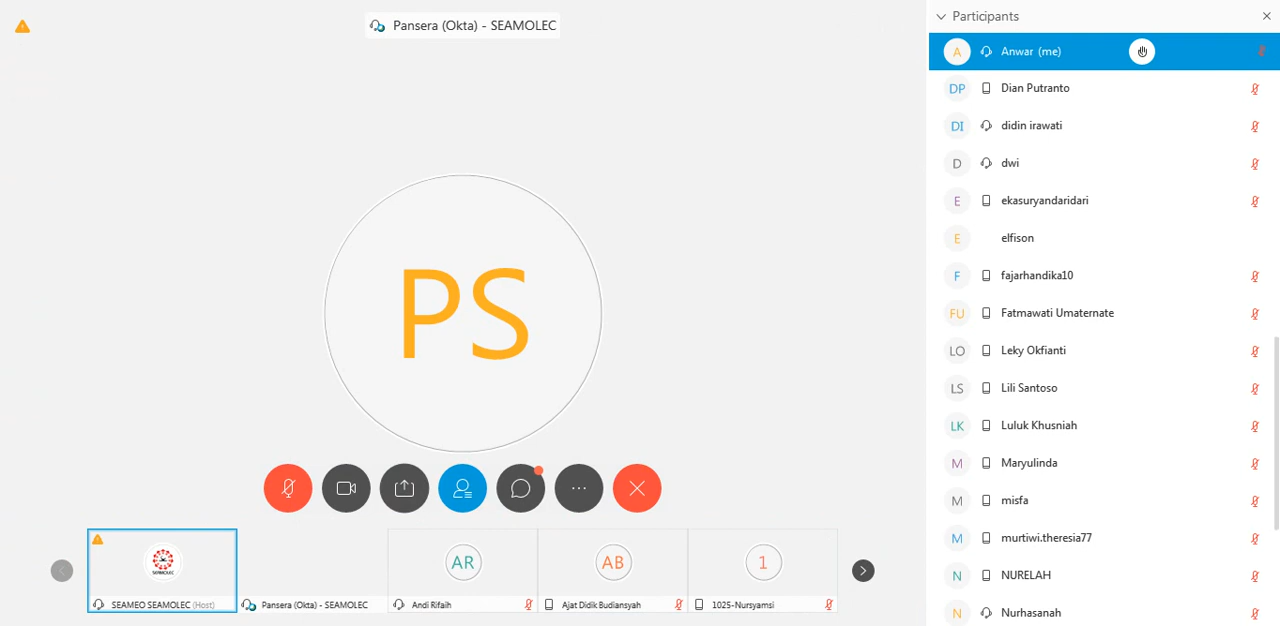 Pansera (Okta) - SEAMOLEC
PS
SEAMOLEC
SEAMEO SEAMOLEC (Host)
Pansera (Okta) - SEAMOLEC
AR
Andi Rifaih
AB
Ajat Didik Budiansyah
1
1025-Nursyamsi
Participants
A Anwar (me)
DP Dian Putranto
DI didin irawati
D dwi
E ekasuryandaridari
E elfison
F fajarhandika10
FU Fatmawati Umaternate
LO Leky Okfianti
LS Lili Santoso
LK Luluk Khusniah
M Maryulinda
M misfa
M murtiwi.theresia77
N NURELAH
N Nurhasanah